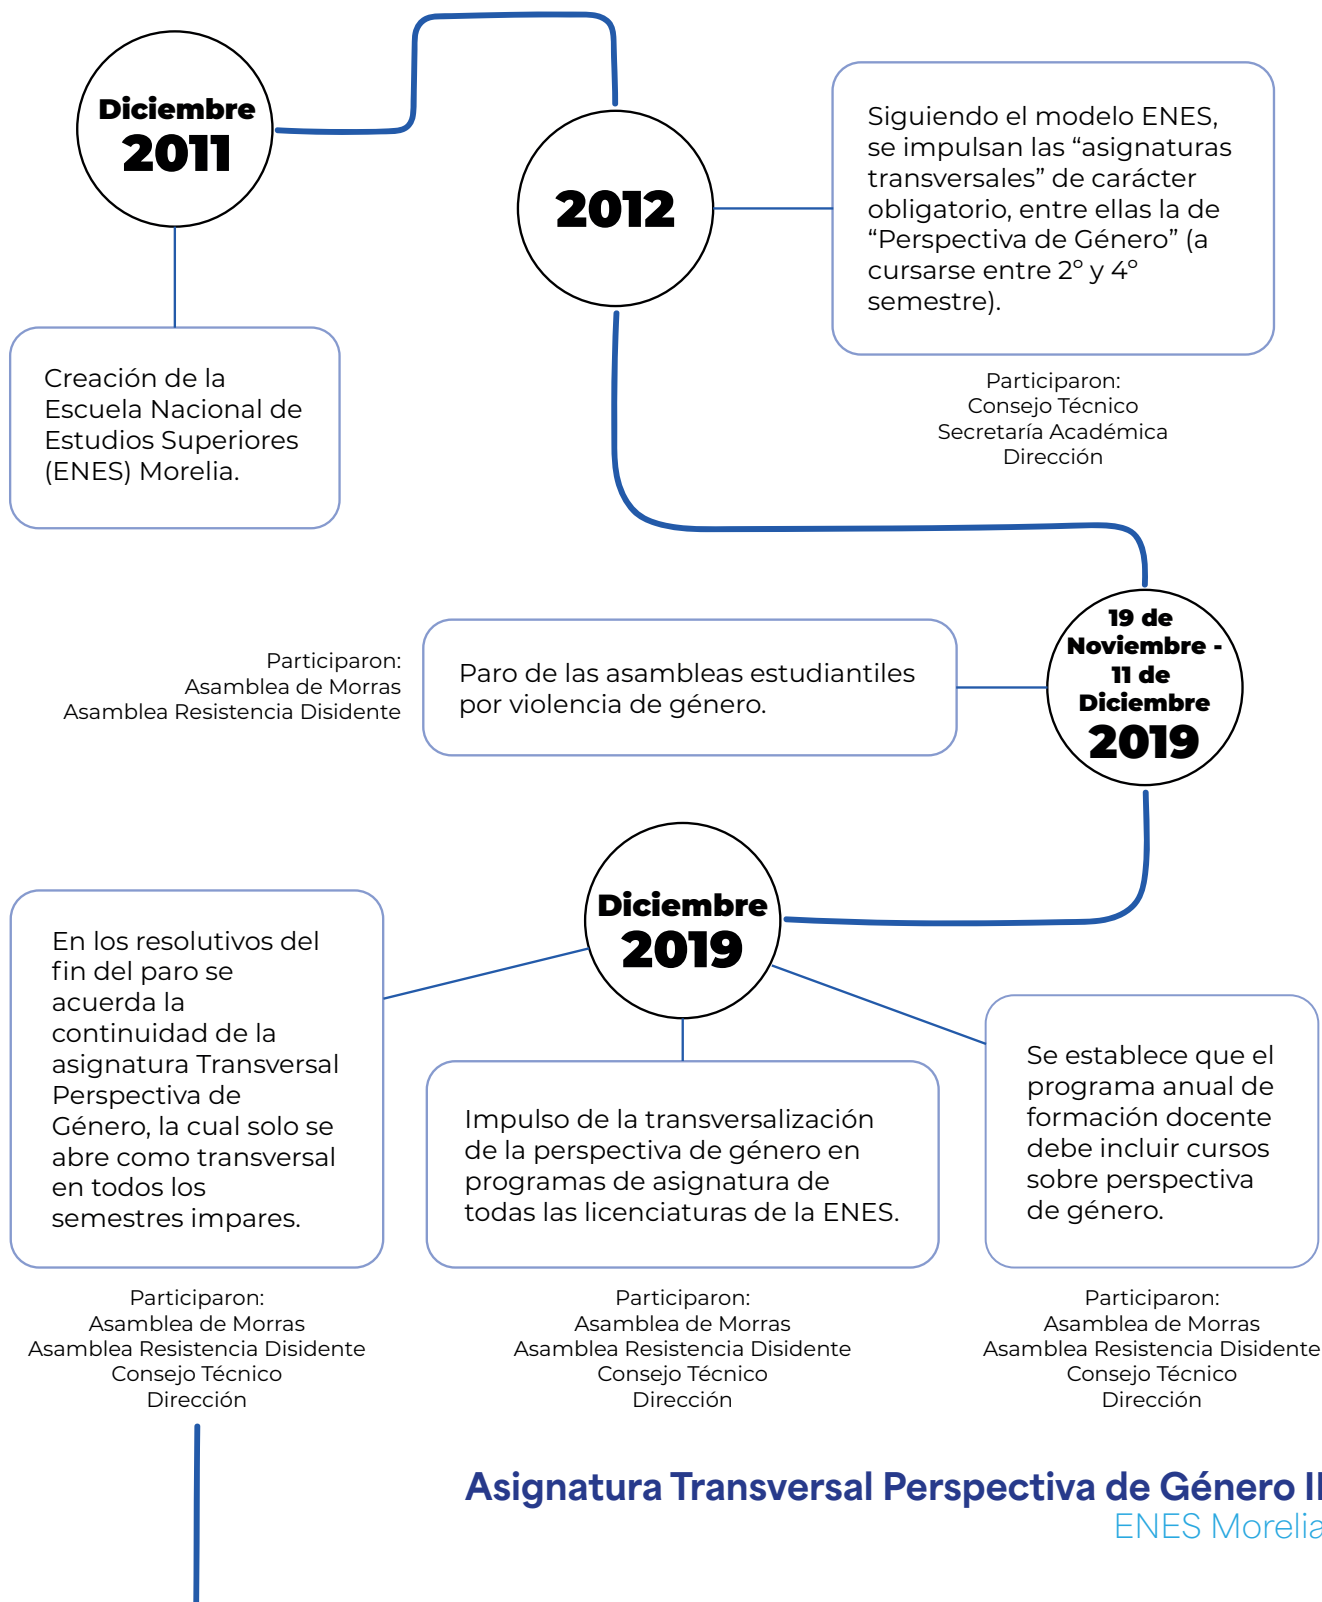 Diciembre
2011
Creación de la
Escuela Nacional de
Estudios Superiores
(ENES) Morelia.
2012
Siguiendo el modelo ENES,
se impulsan las “asignaturas
transversales” de carácter
obligatorio, entre ellas la de
“Perspectiva de Género” (a
cursarse entre 2º y 4º
semestre).
Participaron:
Consejo Técnico
Secretaría Académica
Dirección
19 de
Noviembre -
11 de
Diciembre
2019
Paro de las asambleas estudiantiles
por violencia de género.
Participaron:
Asamblea de Morras
Asamblea Resistencia Disidente
Diciembre
2019
En los resolutivos del
fin del paro se
acuerda la
continuidad de la
asignatura Transversal
Perspectiva de
Género, la cual solo se
abre como transversal
en todos los
semestres impares.
Participaron:
Asamblea de Morras
Asamblea Resistencia Disidente
Consejo Técnico
Dirección
Impulso de la transversalización
de la perspectiva de género en
programas de asignatura de
todas las licenciaturas de la ENES.
Participaron:
Asamblea de Morras
Asamblea Resistencia Disidente
Consejo Técnico
Dirección
Se establece que el
programa anual de
formación docente
debe incluir cursos
sobre perspectiva
de género.
Participaron:
Asamblea de Morras
Asamblea Resistencia Disidente
Consejo Técnico
Dirección
Asignatura Transversal Perspectiva de Género II
ENES Morelia